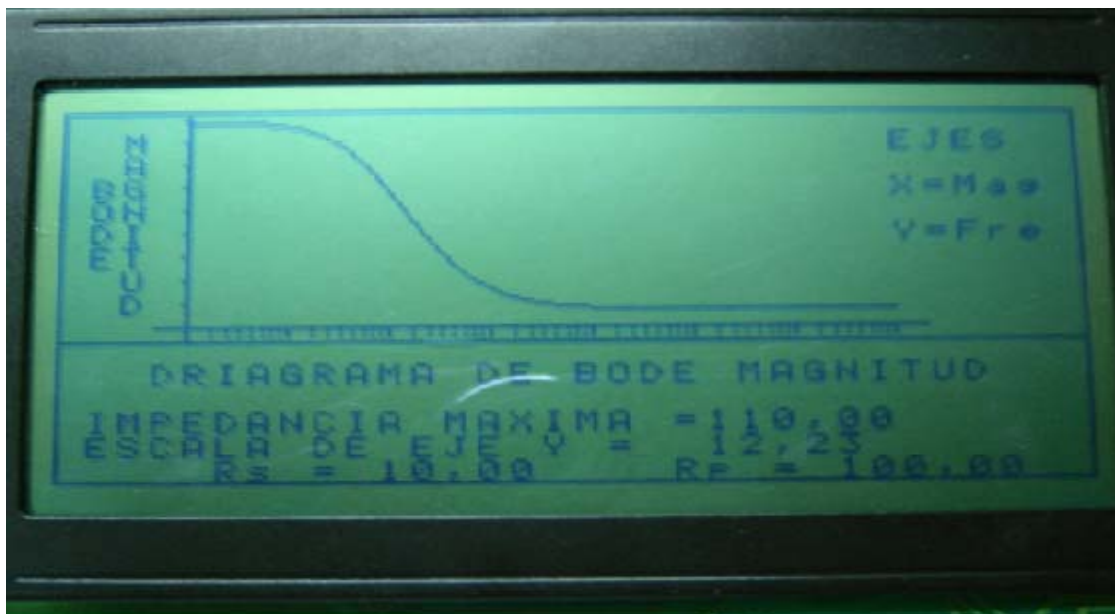 BODE
MAGNITUD
EJES
X=Mag
Y=Fre
DRIAGRAMA DE BODE MAGNITUD
IMPEDANCIA MAXIMA =110,00
ESCALA DE EJE Y = 12,23
Rs = 10,00 Rp = 100,00